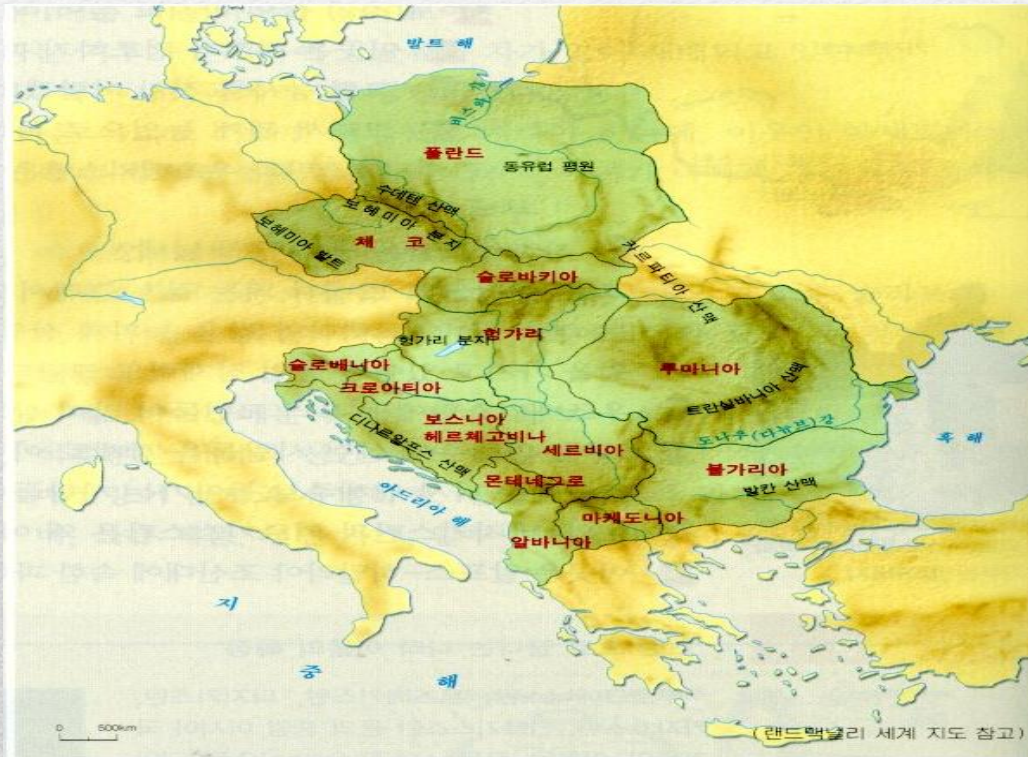 발트 해
비스와 강
폴란드
동유럽 평원
수데텐 산맥
보헤미아 분지
보헤미아 발트
체 코
카르파티아 산맥
슬로바키아
헝가리 분지
헝가리
슬로베니아
루마니아
크로아티아
트란실바니아 산맥
보스니아
헤르체고비나
디나르알프스 산맥
도나우(다뉴브)강
흑 해
세르비아
불가리아
몬테네그로
발칸 산맥
아드리아 해
마케도니아
알바니아
지
중
해
0 500km
(랜드맥널리 세계 지도 참고)